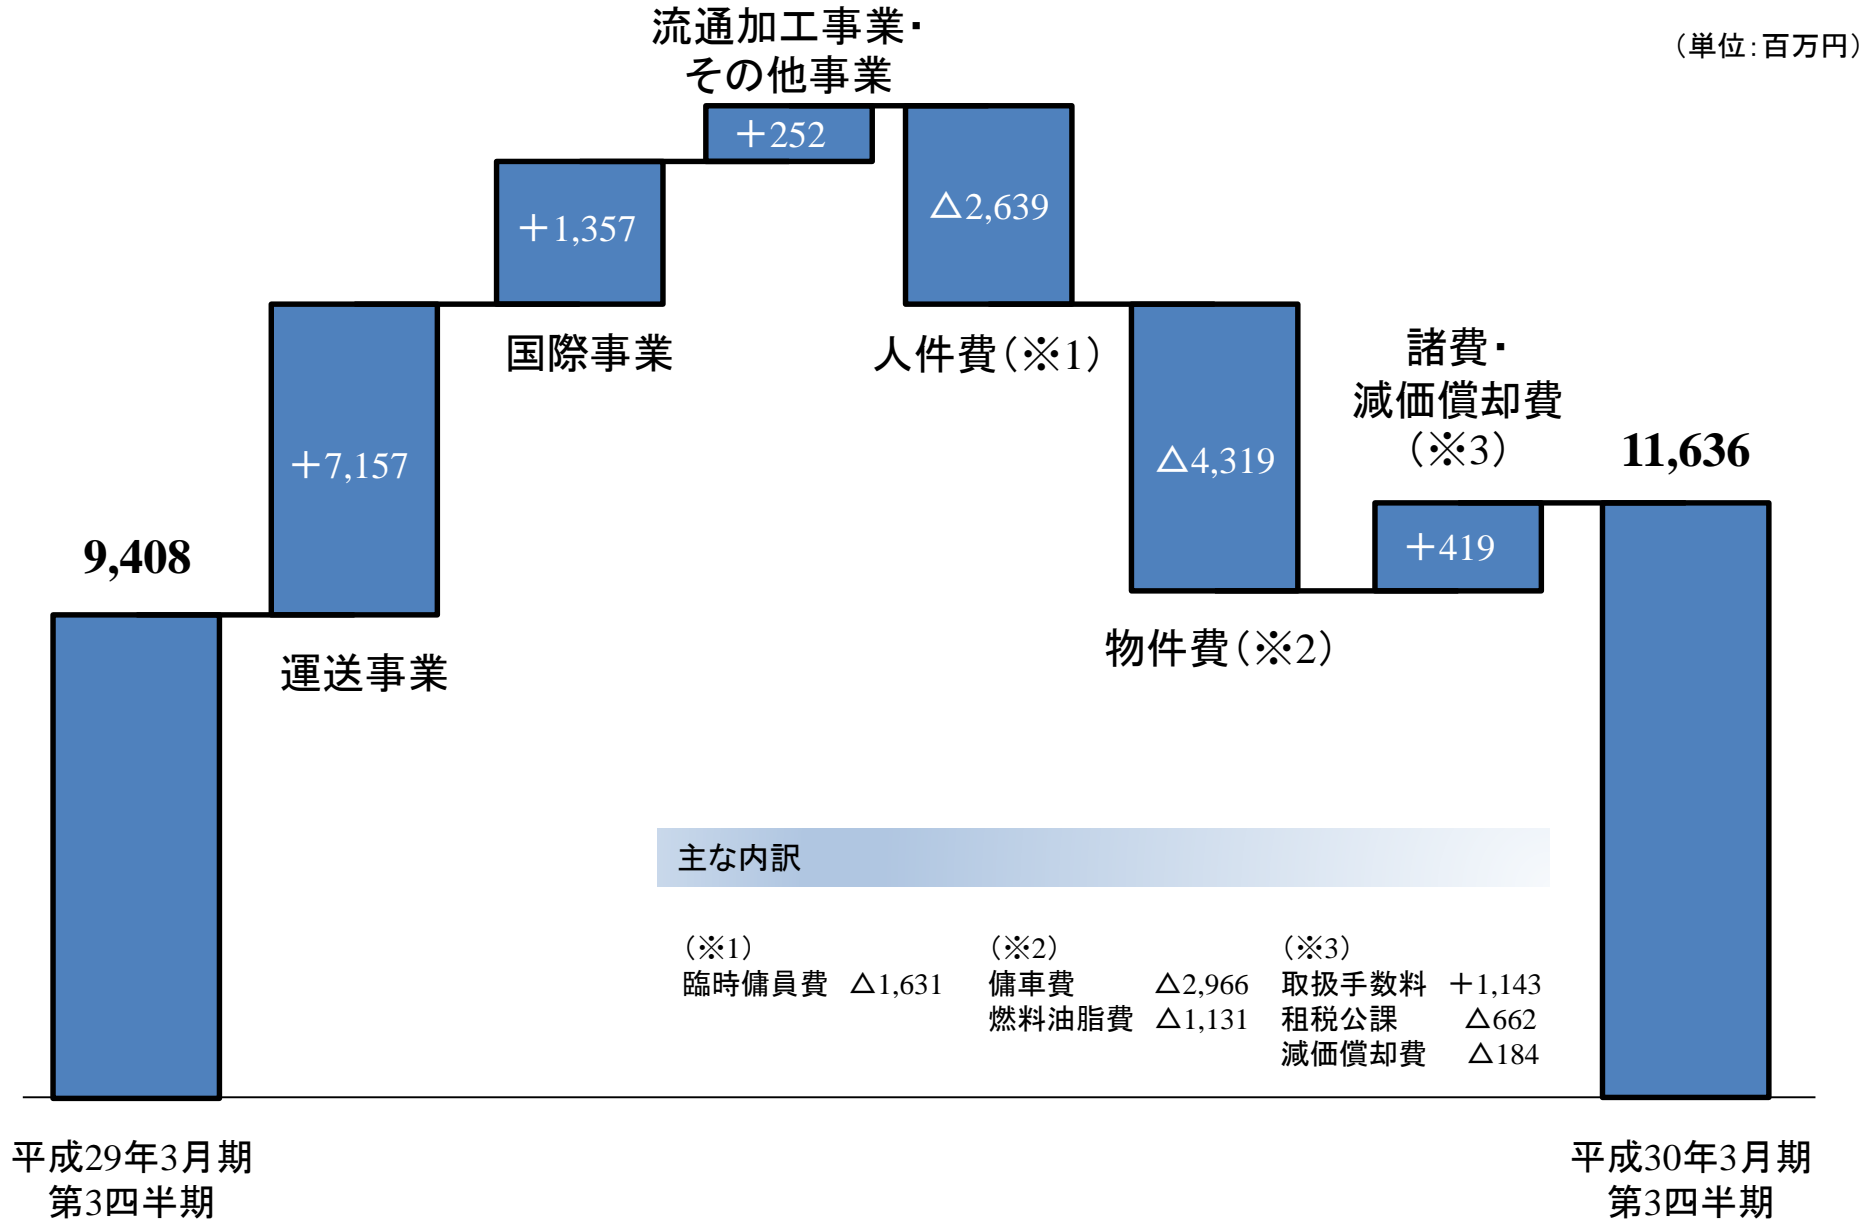 (単位:百万円)
流通加工事業・
その他事業
+252
+1,357
△2,639
国際事業
人件費(※1)
諸費・
減価償却費
(※3)
11,636
+7,157
△4,319
+419
9,408
運送事業
物件費(※2)
主な内訳
(※1)
臨時傭員費 △1,631
(※2)
傭車費 △2,966
燃料油脂費 △1,131
(※3)
取扱手数料 +1,143
租税公課 △662
減価償却費 △184
平成29年3月期
第3四半期
平成30年3月期
第3四半期